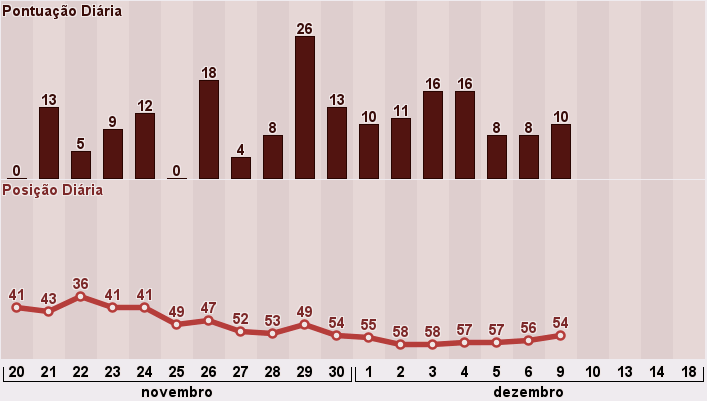 Pontuação Diária
0 13 5 9 12 0 18 4 8 26 13 10 11 16 16 8 8 10
Posição Diária
41 43 36 41 41 49 47 52 53 49 54 55 58 58 57 57 56 54
20 21 22 23 24 25 26 27 28 29 30 1 2 3 4 5 6 9 10 13 14 18
novembro dezembro